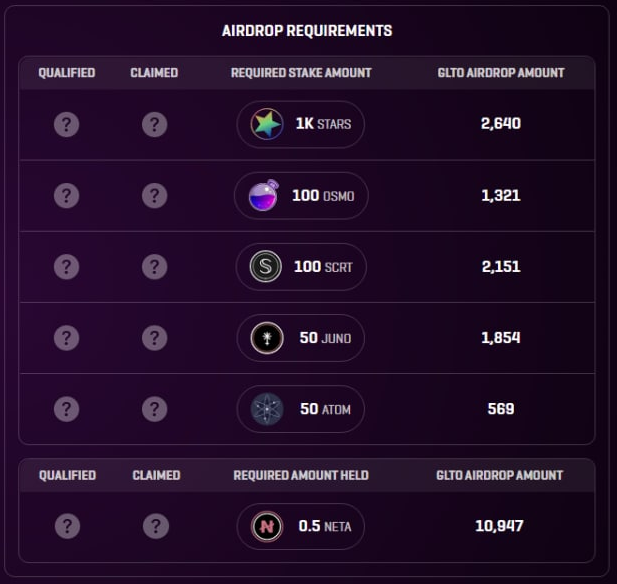 AIRDROP REQUIREMENTS
QUALIFIED CLAIMED REQUIRED STAKE AMOUNT GLTO AIRDROP AMOUNT
? ? 1K STARS 2,640
? ? 100 OSMO 1,321
? ? S 100 SCRT 2,151
? ? 50 JUNO 1,854
? ? 50 ATOM 569
QUALIFIED CLAIMED REQUIRED AMOUNT HELD GLTO AIRDROP AMOUNT
? ? N 0.5 NETA 10,947